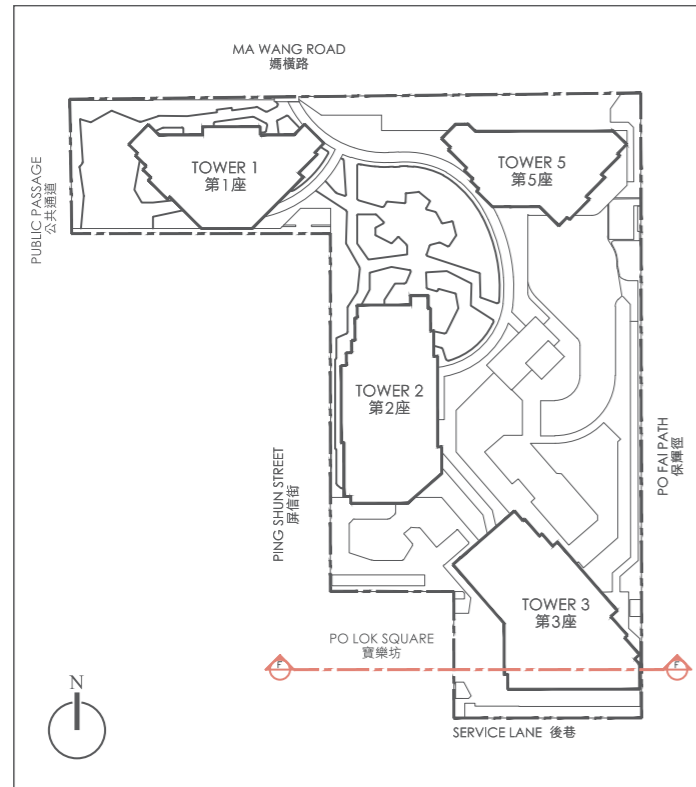 MA WANG ROAD
媽橫路
PUBLIC PASSAGE
公共通道
TOWER 1
第1座
TOWER 5
第5座
TOWER 2
第2座
PING SHUN STREET
屏信街
PO FAI PATH
保輝徑
TOWER 3
第3座
PO LOK SQUARE
寶樂坊
F
F
N
SERVICE LANE 後巷